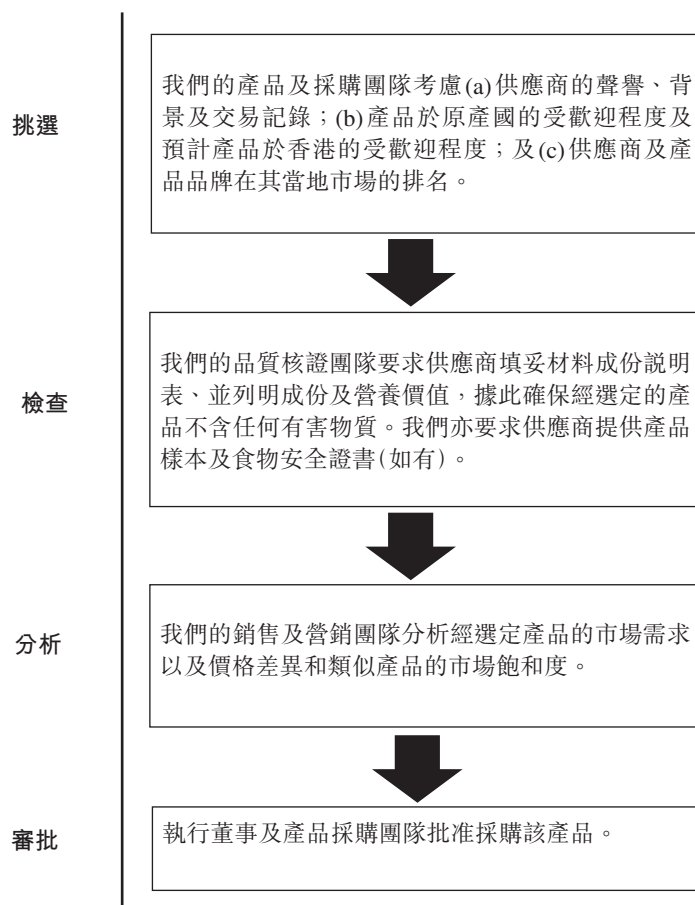 挑選
我們的產品及採購團隊考慮(a)供應商的聲譽、背
景及交易記錄；(b)產品於原產國的受歡迎程度及
預計產品於香港的受歡迎程度；及(c)供應商及產
品品牌在其當地市場的排名。
檢查
我們的品質核證團隊要求供應商填妥材料成份説明
表、並列明成份及營養價值，據此確保經選定的產
品不含任何有害物質。我們亦要求供應商提供產品
樣本及食物安全證書(如有)。
分析
我們的銷售及營銷團隊分析經選定產品的市場需求
以及價格差異和類似產品的市場飽和度。
審批
執行董事及產品採購團隊批准採購該產品。